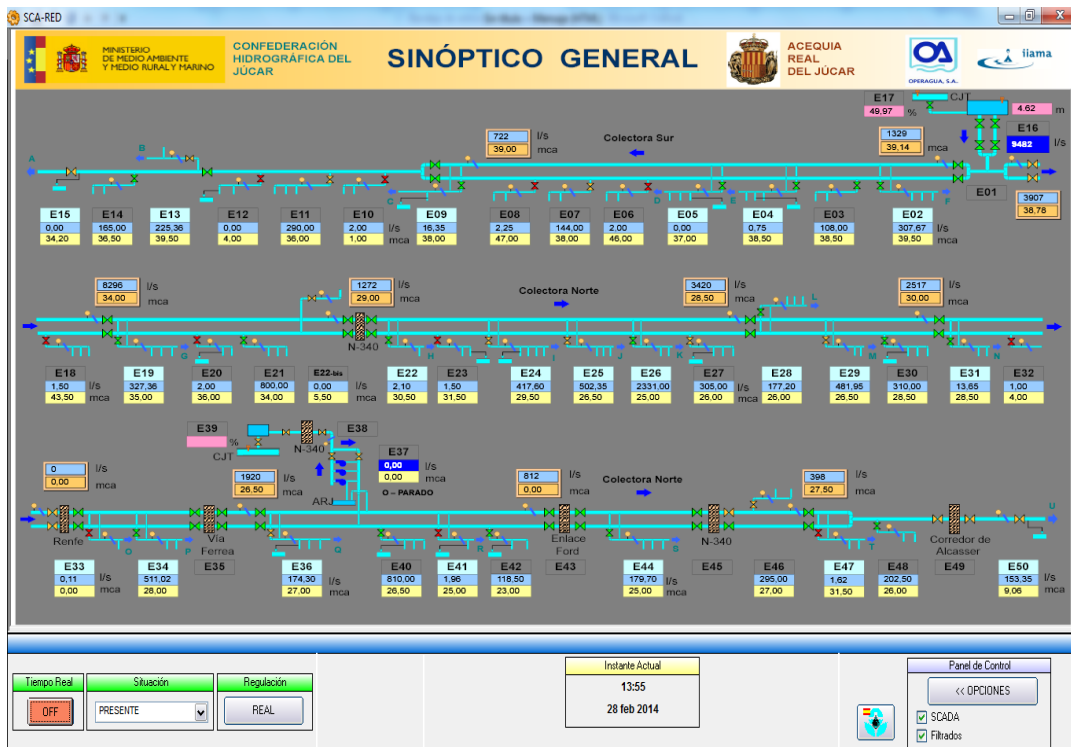 SCA-RED
MINISTERIO
DE MEDIO AMBIENTE
Y MEDIO RURAL Y MARINO
CONFEDERACIÓN
HIDROGRÁFICA DEL
JÚCAR
SINÓPTICO GENERAL
ACEQUIA
REAL
DEL JÚCAR
OPERAGUA, S.A.
iiama
E17 CJT
49,97 % 4.62 m
E16
9482 l/s
722 l/s Colectora Sur 1329
39,00 mca 39,14 mca
A B C D E F E01
3907
38,78
E15 E14 E13 E12 E11 E10 E09 E08 E07 E06 E05 E04 E03 E02
0,00 165,00 225,36 0,00 290,00 2,00 l/s 16,35 2,25 144,00 2,00 0,00 0,75 108,00 307,67 l/s
34,20 36,50 39,50 4,00 36,00 1,00 mca 38,00 47,00 38,00 46,00 37,00 38,50 38,50 39,50 mca
8296 l/s 1272 l/s Colectora Norte 3420 l/s 2517 l/s
34,00 mca 29,00 mca 28,50 mca 30,00 mca
L
N-340
G H I J K M N
E18 E19 E20 E21 E22-bis E22 E23 E24 E25 E26 E27 E28 E29 E30 E31 E32
1,50 l/s 327,36 2,00 800,00 0,00 l/s 2,10 1,50 417,60 502,35 2331,00 305,00 l/s 177,20 481,95 310,00 13,65 l/s 1,00
43,50 mca 35,00 36,00 34,00 5,50 mca 30,50 31,50 29,50 26,50 25,00 26,00 mca 26,00 26,50 28,50 28,50 mca 4,00
E39 E38
% N-340
CJT
E37
0,00 l/s
0,00 mca
O – PARADO
0 l/s 1920 l/s 812 l/s Colectora Norte 398 l/s
0,00 mca 26,50 mca 0,00 mca 27,50 mca
ARJ
U
Renfe O P Vía Ferrea Q R Enlace Ford S N-340 T Corredor de Alcasser
E33 E34 E35 E36 E40 E41 E42 E43 E44 E45 E46 E47 E48 E49 E50
0,11 l/s 511,02 174,30 l/s 810,00 1,96 118,50 179,70 l/s 295,00 1,62 202,50 153,35 l/s
0,00 mca 28,00 27,00 mca 26,50 25,00 23,00 25,00 mca 27,00 31,50 26,00 9,06 mca
Tiempo Real Situación Regulación
OFF PRESENTE REAL
Instante Actual
13:55
28 feb 2014
Panel de Control
<< OPCIONES
SCADA
Filtrados